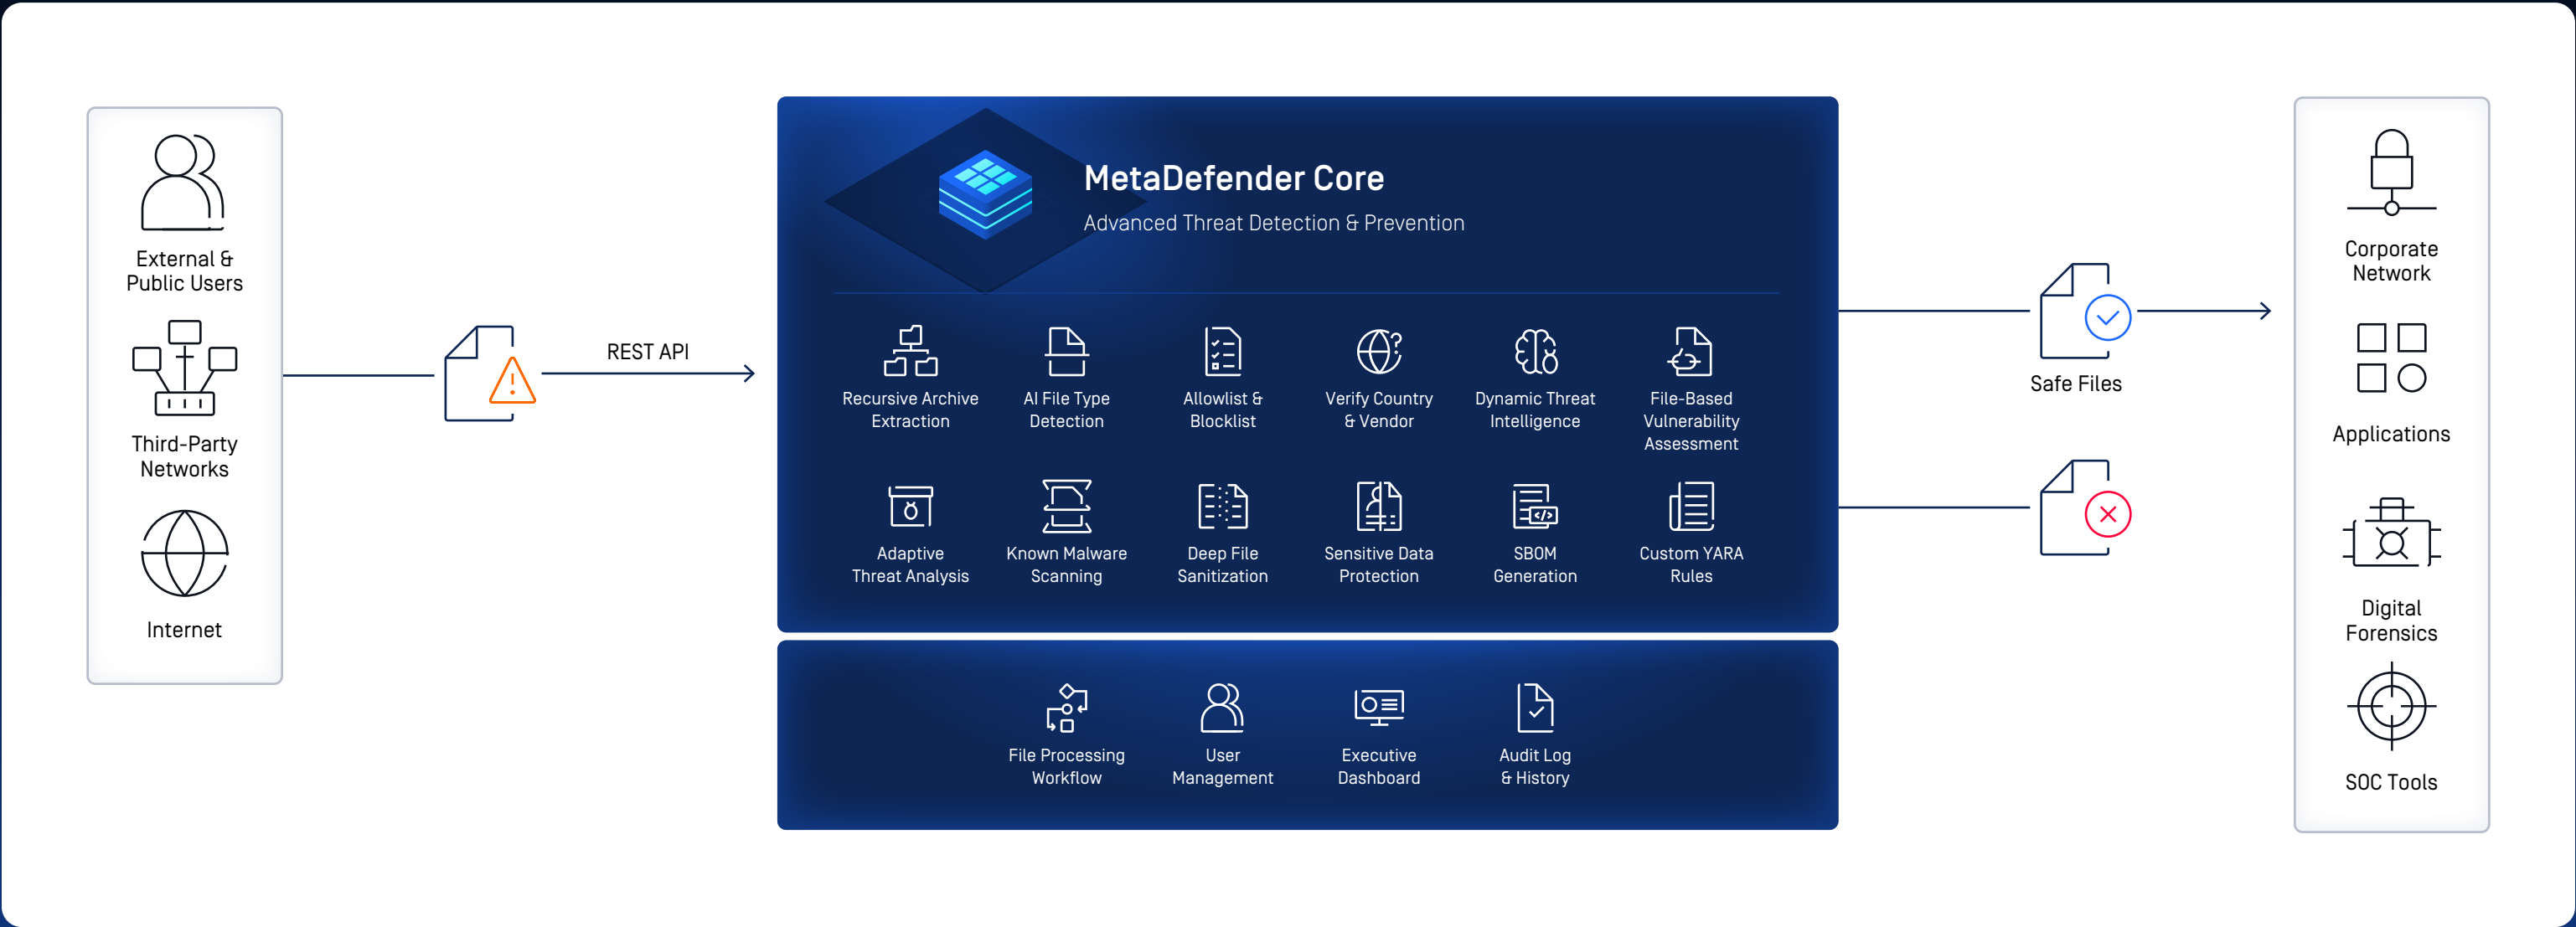 External &
Public Users
Third-Party
Networks
Internet
REST API
MetaDefender Core
Advanced Threat Detection & Prevention
Recursive Archive
Extraction
AI File Type
Detection
Allowlist &
Blocklist
Verify Country
& Vendor
Dynamic Threat
Intelligence
File-Based
Vulnerability
Assessment
Adaptive
Threat Analysis
Known Malware
Scanning
Deep File
Sanitization
Sensitive Data
Protection
SBOM
Generation
Custom YARA
Rules
File Processing
Workflow
User
Management
Executive
Dashboard
Audit Log
& History
Safe Files
Corporate
Network
Applications
Digital
Forensics
SOC Tools